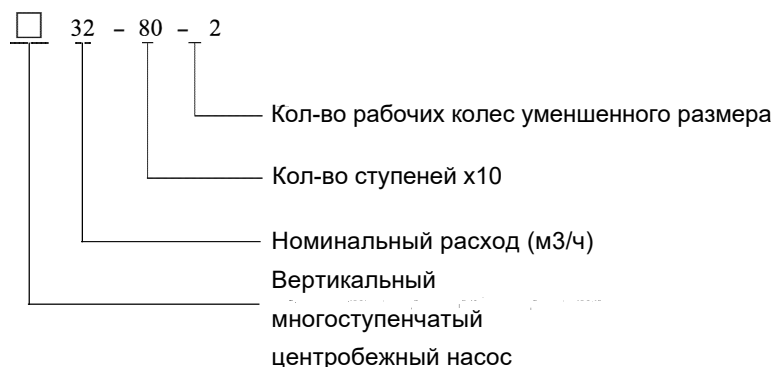 32 - 80 - 2
Кол-во рабочих колес уменьшенного размера
Кол-во ступеней x10
Номинальный расход (м3/ч)
Вертикальный
многоступенчатый
центробежный насос